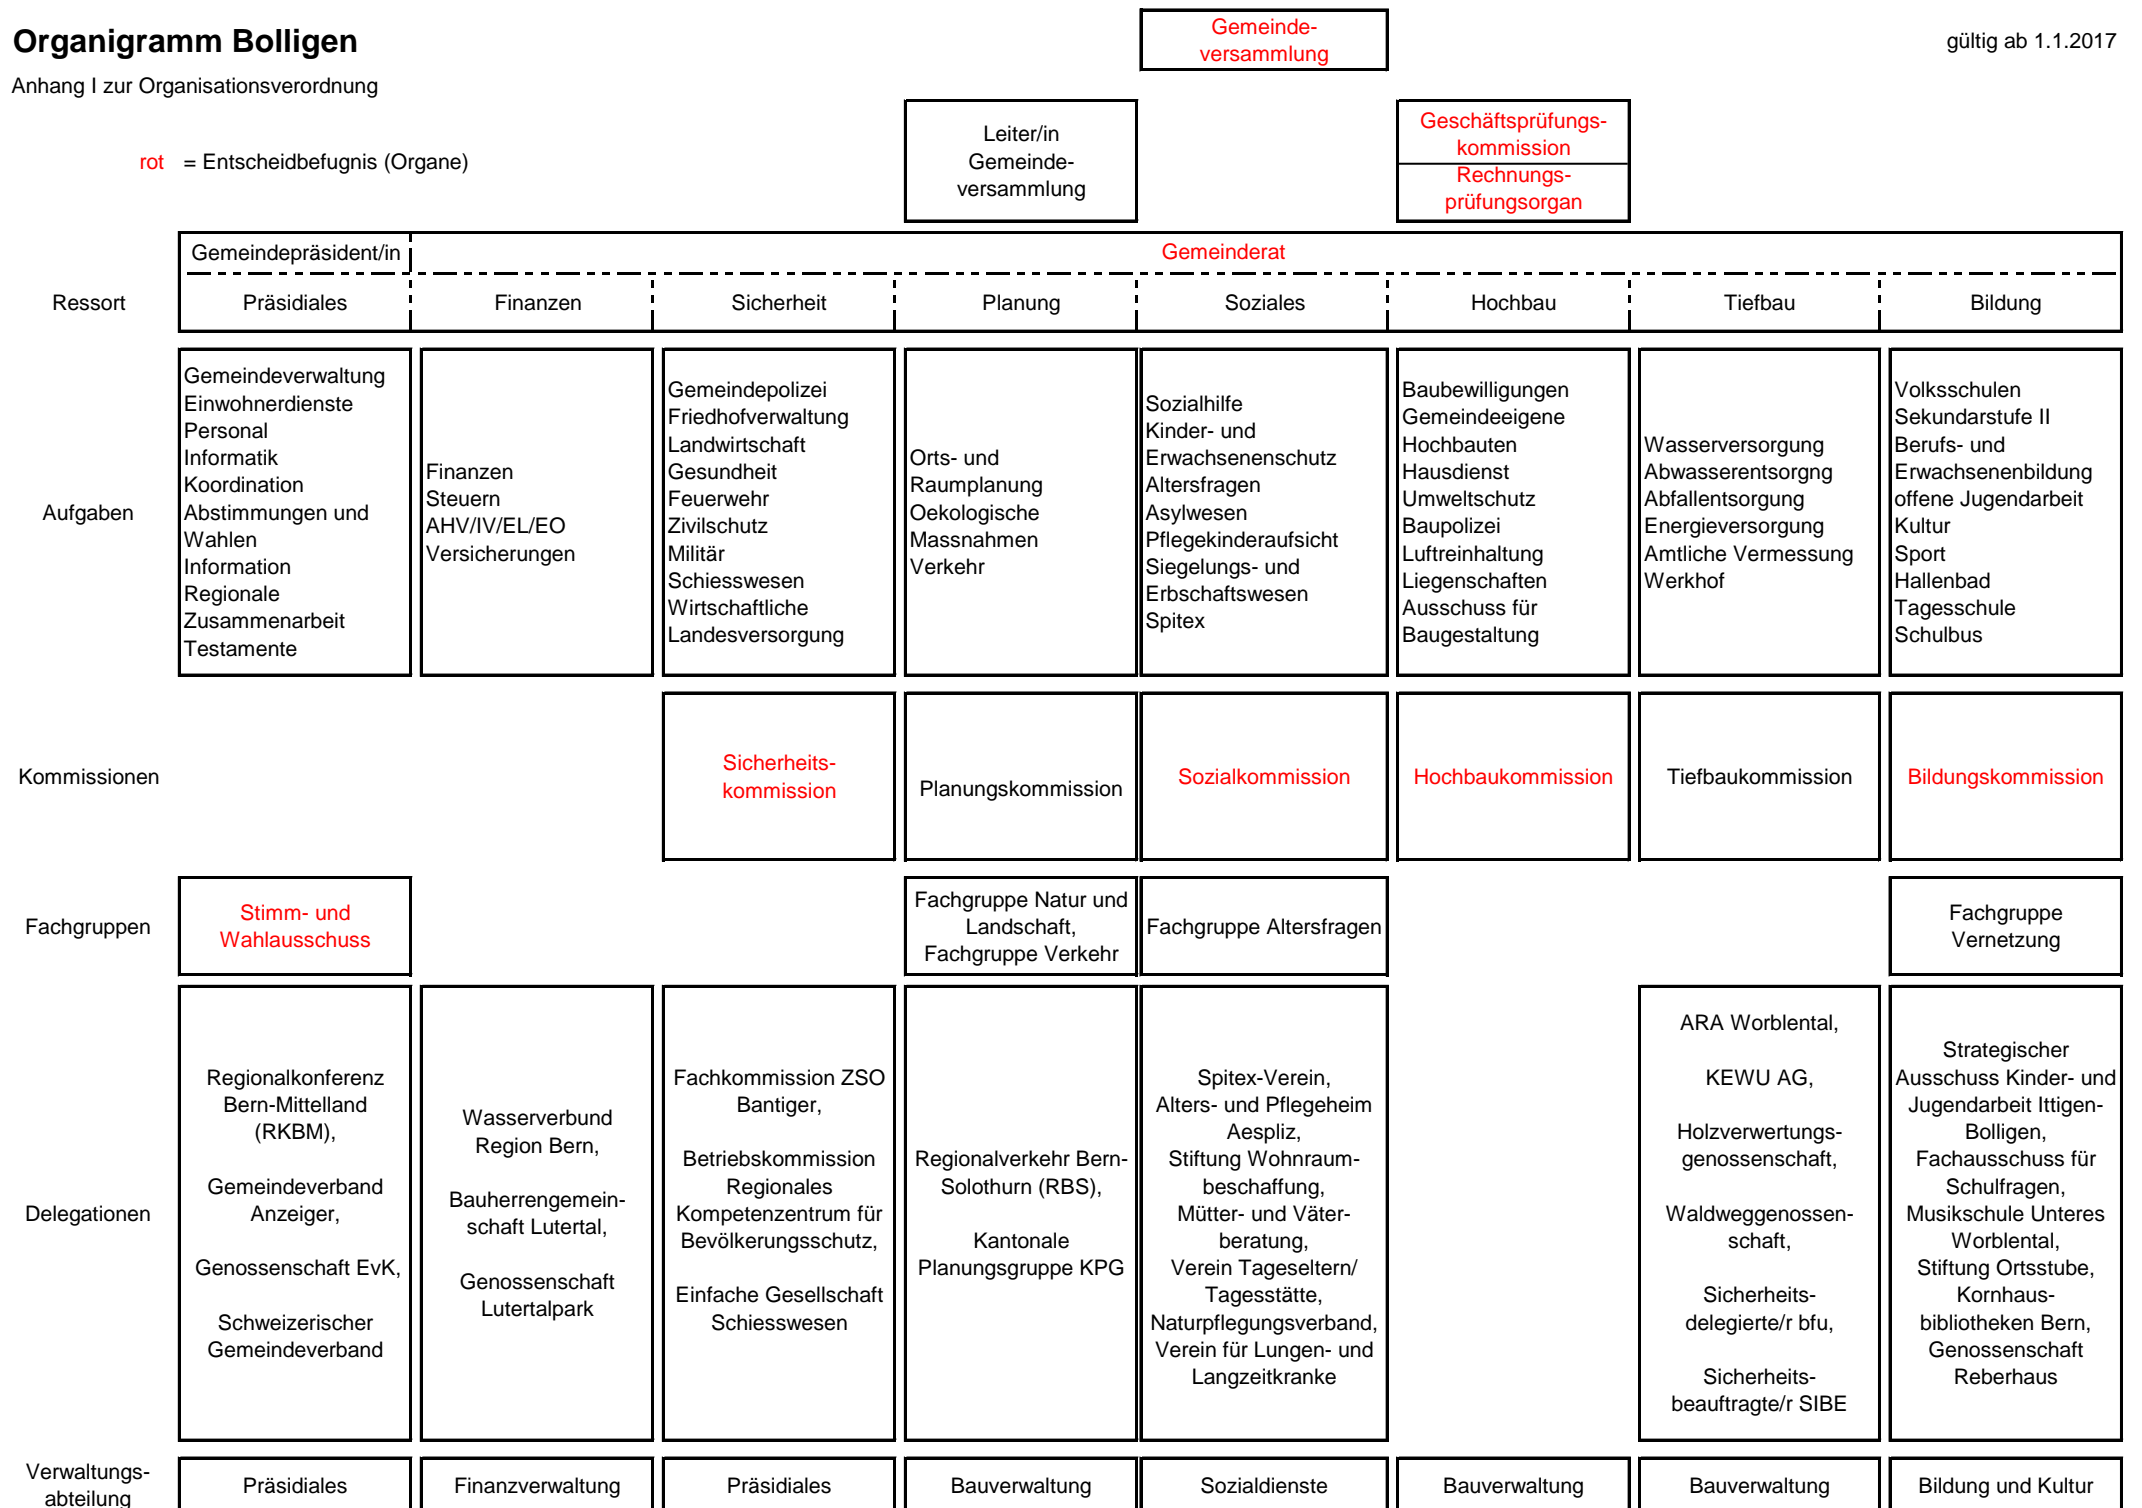 Organigramm Bolligen
Gemeinde-
versammlung
gültig ab 1.1.2017
Anhang I zur Organisationsverordnung
rot = Entscheidbefugnis (Organe)
Leiter/in
Gemeinde-
versammlung
Geschäftsprüfungs-
kommission
Rechnungs-
prüfungsorgan
Gemeindepräsident/in
Gemeinderat
Ressort
Präsidiales
Finanzen
Sicherheit
Planung
Soziales
Hochbau
Tiefbau
Bildung
Aufgaben
Gemeindeverwaltung
Einwohnerdienste
Personal
Informatik
Koordination
Abstimmungen und
Wahlen
Information
Regionale
Zusammenarbeit
Testamente
Finanzen
Steuern
AHV/IV/EL/EO
Versicherungen
Gemeindepolizei
Friedhofverwaltung
Landwirtschaft
Gesundheit
Feuerwehr
Zivilschutz
Militär
Schiesswesen
Wirtschaftliche
Landesversorgung
Orts- und
Raumplanung
Oekologische
Massnahmen
Verkehr
Sozialhilfe
Kinder- und
Erwachsenenschutz
Altersfragen
Asylwesen
Pflegekinderaufsicht
Siegelungs- und
Erbschaftswesen
Spitex
Baubewilligungen
Gemeindeeigene
Hochbauten
Hausdienst
Umweltschutz
Baupolizei
Luftreinhaltung
Liegenschaften
Ausschuss für
Baugestaltung
Wasserversorgung
Abwasserentsorgng
Abfallentsorgung
Energieversorgung
Amtliche Vermessung
Werkhof
Volksschulen
Sekundarstufe II
Berufs- und
Erwachsenenbildung
offene Jugendarbeit
Kultur
Sport
Hallenbad
Tagesschule
Schulbus
Kommissionen
Sicherheits-
kommission
Planungskommission
Sozialkommission
Hochbaukommission
Tiefbaukommission
Bildungskommission
Fachgruppen
Stimm- und
Wahlausschuss
Fachgruppe Natur und
Landschaft,
Fachgruppe Verkehr
Fachgruppe Altersfragen
Fachgruppe
Vernetzung
Delegationen
Regionalkonferenz
Bern-Mittelland
(RKBM),
Gemeindeverband
Anzeiger,
Genossenschaft EvK,
Schweizerischer
Gemeindeverband
Wasserverbund
Region Bern,
Bauherrengemein-
schaft Lutertal,
Genossenschaft
Lutertalpark
Fachkommission ZSO
Bantiger,
Betriebskommission
Regionales
Kompetenzentrum für
Bevölkerungsschutz,
Einfache Gesellschaft
Schiesswesen
Regionalverkehr Bern-
Solothurn (RBS),
Kantonale
Planungsgruppe KPG
Spitex-Verein,
Alters- und Pflegeheim
Aespliz,
Stiftung Wohnraum-
beschaffung,
Mütter- und Väter-
beratung,
Verein Tageseltern/
Tagesstätte,
Naturpflegungsverband,
Verein für Lungen- und
Langzeitkranke
ARA Worblental,
KEWU AG,
Holzverwertungs-
genossenschaft,
Waldweggenossen-
schaft,
Sicherheits-
delegierte/r bfu,
Sicherheits-
beauftragte/r SIBE
Strategischer
Ausschuss Kinder- und
Jugendarbeit Ittigen-
Bolligen,
Fachausschuss für
Schulfragen,
Musikschule Unteres
Worblental,
Stiftung Ortsstube,
Kornhaus-
bibliotheken Bern,
Genossenschaft
Reberhaus
Verwaltungs-
abteilung
Präsidiales
Finanzverwaltung
Präsidiales
Bauverwaltung
Sozialdienste
Bauverwaltung
Bauverwaltung
Bildung und Kultur